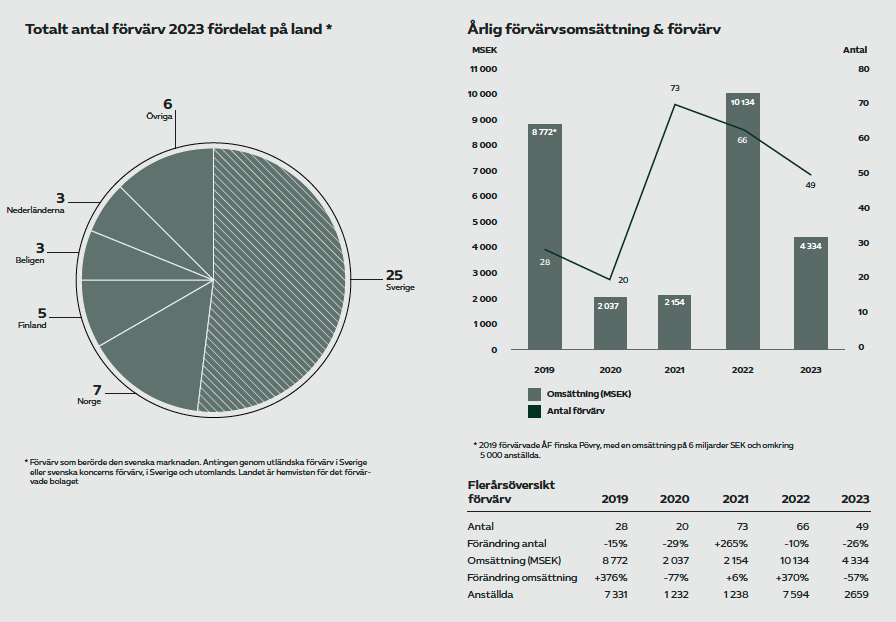 Totalt antal förvärv 2023 fördelat på land *
6
Övriga
3
Nederländerna
3
Beligen
5
Finland
7
Norge
25
Sverige
* Förvärv som berörde den svenska marknaden. Antingen genom utländska förvärv i Sverige
eller svenska koncerns förvärv, i Sverige och utomlands. Landet är hemvisten för det förvär-
vade bolaget
Årlig förvärvsomsättning & förvärv
MSEK
Antal
11 000
10 000
9 000
8 000
7 000
6 000
5 000
4 000
3 000
2 000
1 000
0
80
70
60
50
40
30
20
10
0
8 772*
28
2 037
20
2 154
73
10 134
66
4 334
49
2019 2020 2021 2022 2023
Omsättning (MSEK)
Antal förvärv
* 2019 förvärvade ÅF finska Pövry, med en omsättning på 6 miljarder SEK och omkring
5 000 anställda.
Flerårsöversikt
förvärv 2019 2020 2021 2022 2023
Antal 28 20 73 66 49
Förändring antal -15% -29% +265% -10% -26%
Omsättning (MSEK) 8 772 2 037 2 154 10 134 4 334
Förändring omsättning +376% -77% +6% +370% -57%
Anställda 7 331 1 232 1 238 7 594 2659